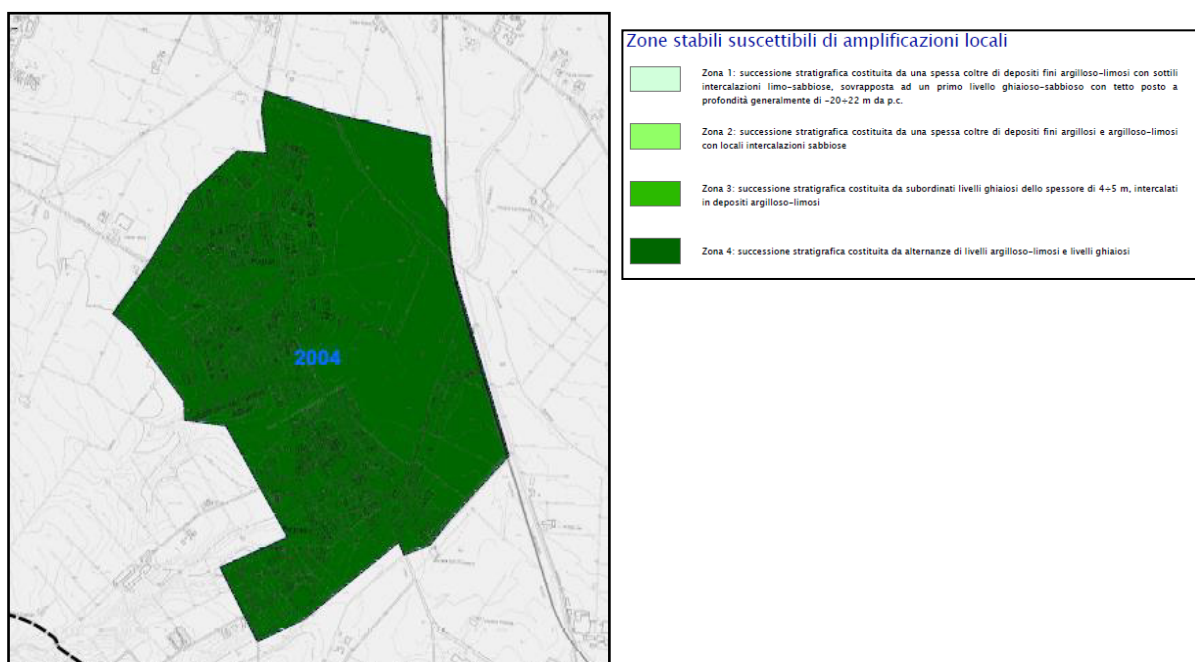 2004
Zone stabili suscettibili di amplificazioni locali
Zona 1: successione stratigrafica costituita da una spessa coltre di depositi fini argilloso-limosi con sottili
intercalazioni limo-sabbiose, sovrapposta ad un primo livello ghiaioso-sabbioso con tetto posto a
profondità generalmente di -20÷22 m da p.c.
Zona 2: successione stratigrafica costituita da una spessa coltre di depositi fini argillosi e argilloso-limosi
con locali intercalazioni sabbiose
Zona 3: successione stratigrafica costituita da subordinati livelli ghiaiosi dello spessore di 4÷5 m, intercalati
in depositi argilloso-limosi
Zona 4: successione stratigrafica costituita da alternanze di livelli argilloso-limosi e livelli ghiaiosi